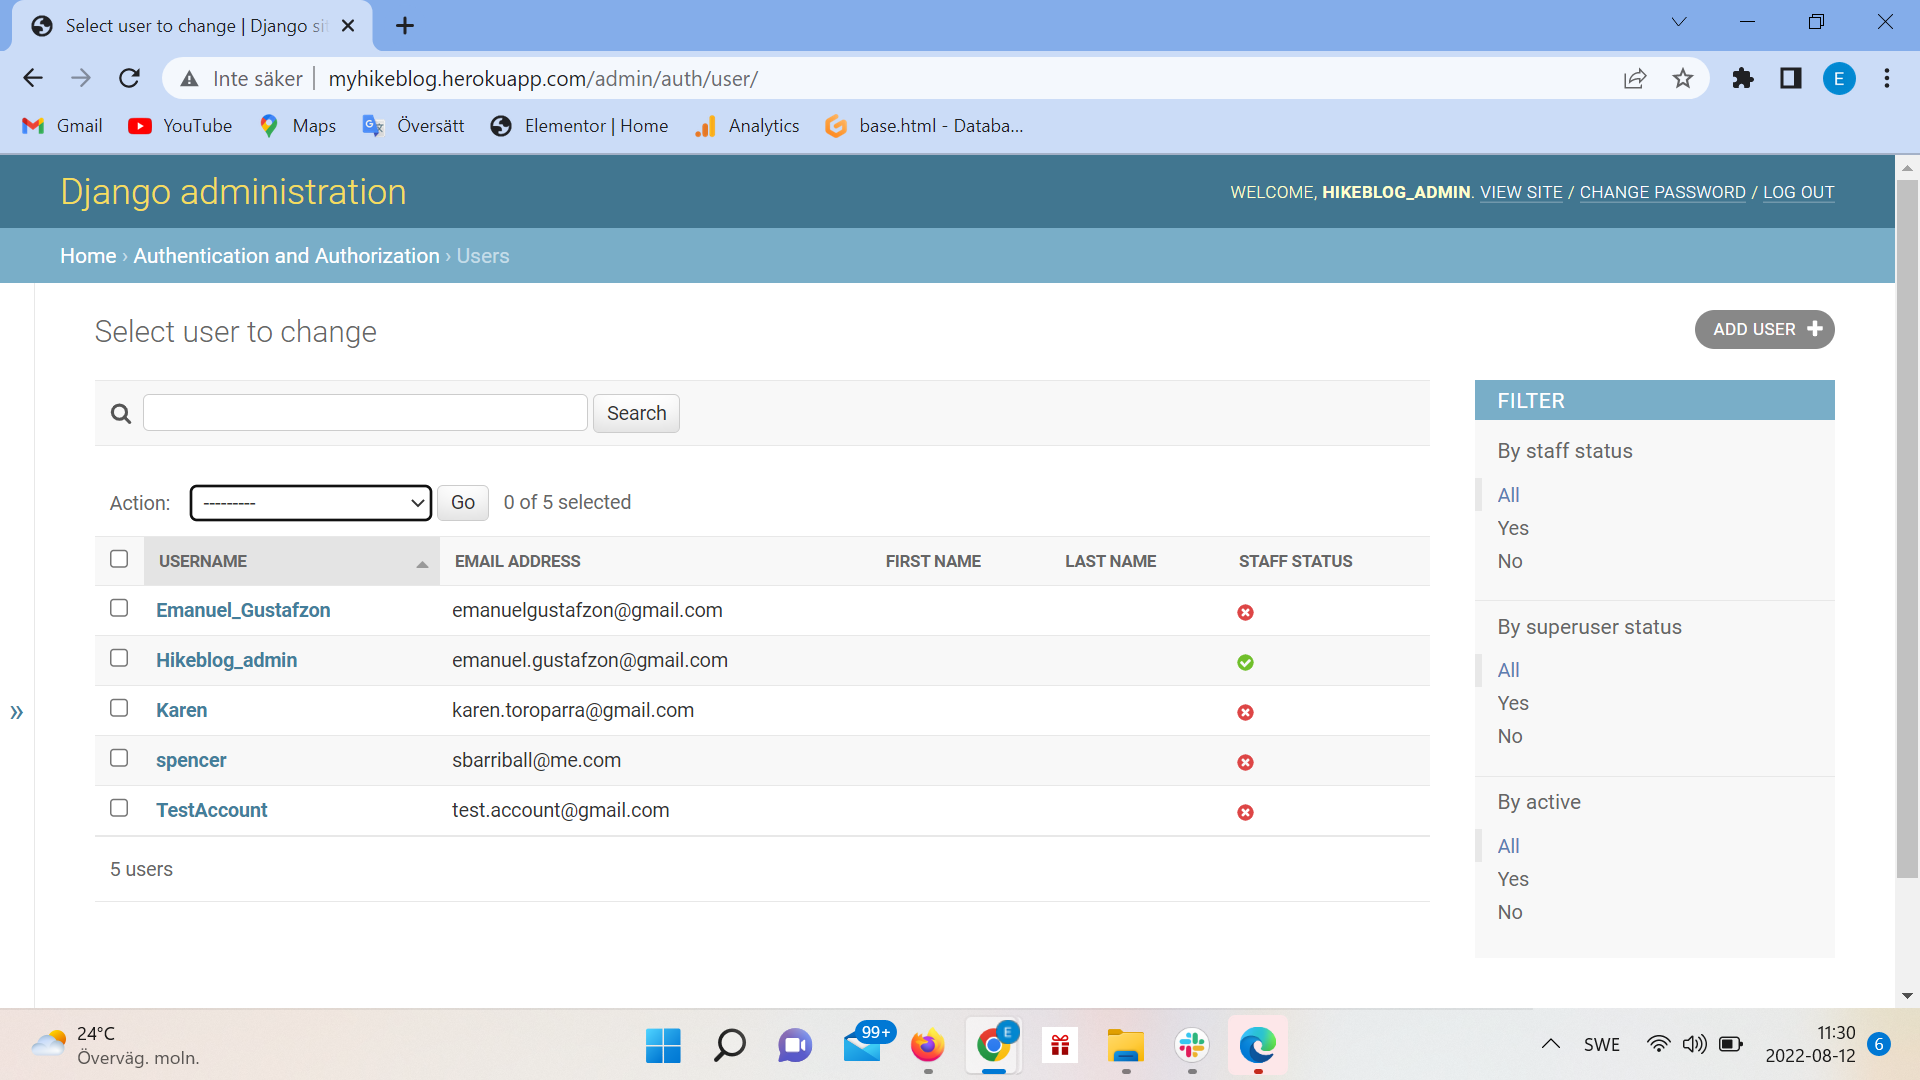 Select user to change | Django si
Inte säker myhikeblog.herokuapp.com/admin/auth/user/ E
Gmail YouTube Maps Översätt Elementor | Home Analytics base.html - Databa...
Django administration
WELCOME, HIKEBLOG_ADMIN. VIEW SITE / CHANGE PASSWORD / LOG OUT
Home › Authentication and Authorization › Users
Select user to change
ADD USER
Search
Action: --------- Go 0 of 5 selected
USERNAME EMAIL ADDRESS FIRST NAME LAST NAME STAFF STATUS
Emanuel_Gustafzon emanuelgustafzon@gmail.com
Hikeblog_admin emanuel.gustafzon@gmail.com
Karen karen.toroparra@gmail.com
spencer sbarriball@me.com
TestAccount test.account@gmail.com
5 users
»
FILTER
By staff status
All
Yes
No
By superuser status
All
Yes
No
By active
All
Yes
No
24°C
Överväg. moln.
99+
E
SWE
11:30
2022-08-12
6